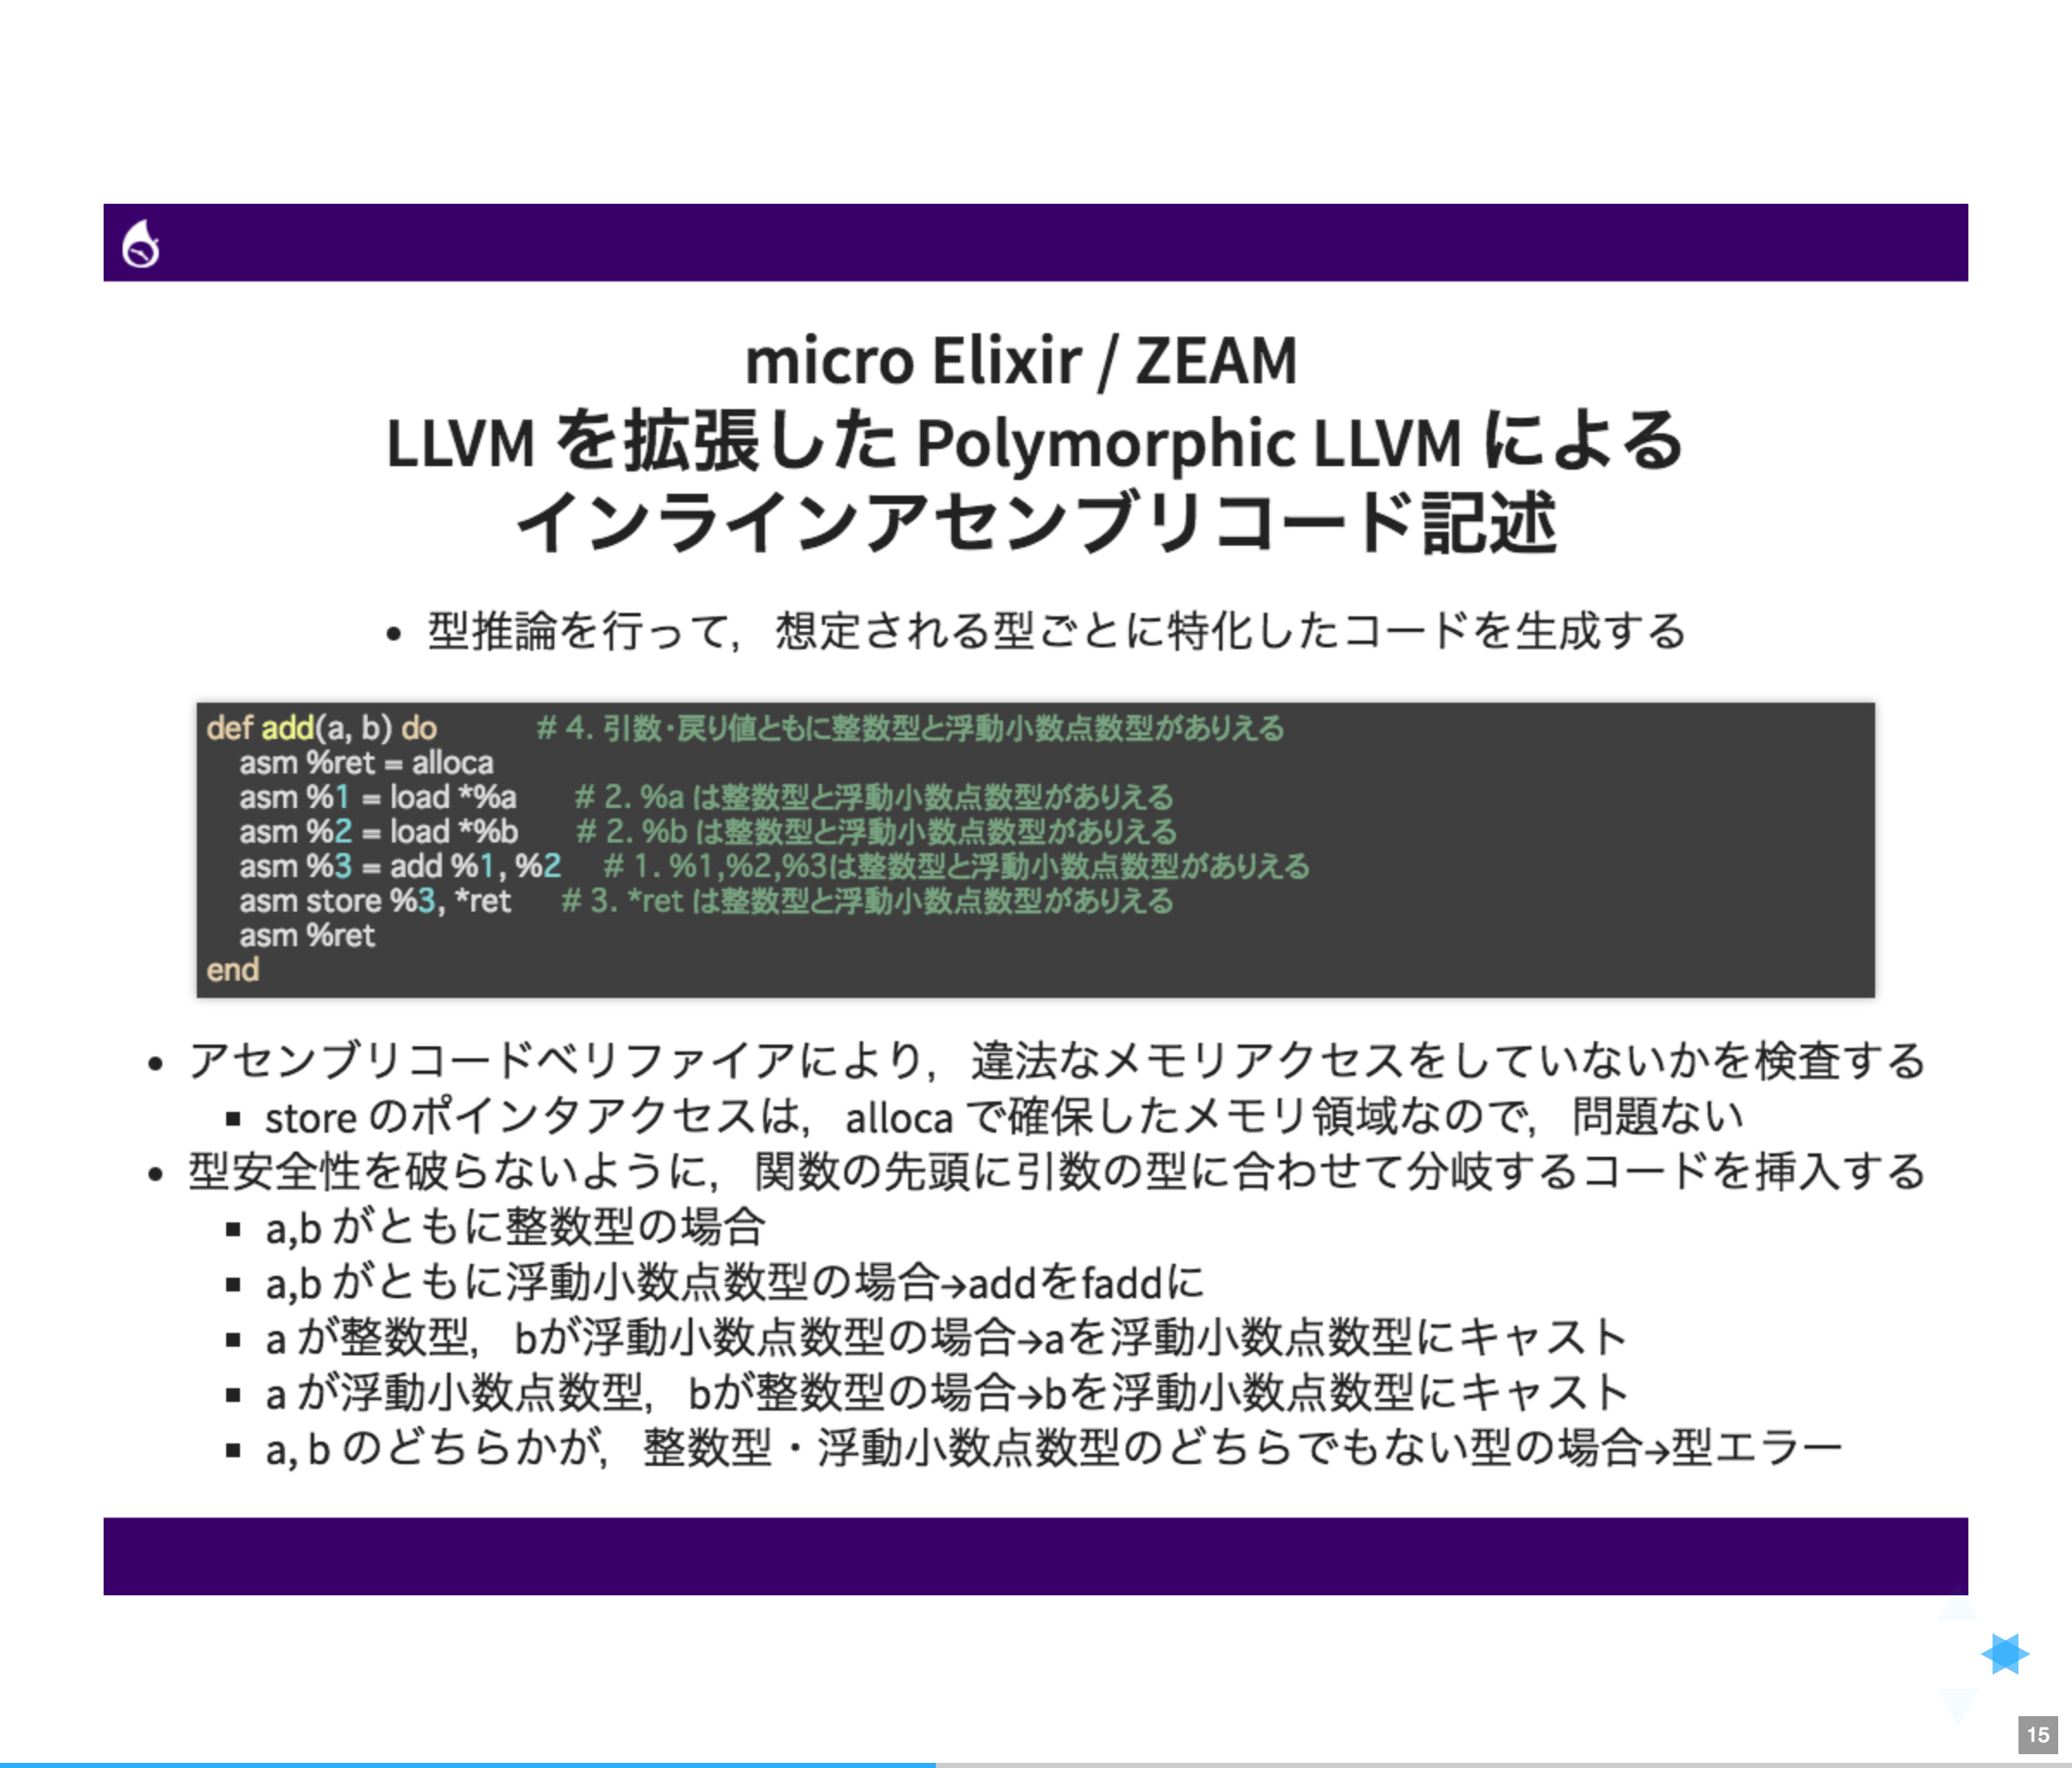 micro Elixir / ZEAM
LLVM を拡張した Polymorphic LLVM による
インラインアセンブリコード記述
• 型推論を行って，想定される型ごとに特化したコードを生成する
def add(a, b) do # 4. 引数・戻り値ともに整数型と浮動小数点数型がありえる
asm %ret = alloca
asm %1 = load *%a # 2. %a は整数型と浮動小数点数型がありえる
asm %2 = load *%b # 2. %b は整数型と浮動小数点数型がありえる
asm %3 = add %1, %2 # 1. %1,%2,%3は整数型と浮動小数点数型がありえる
asm store %3, *ret # 3. *ret は整数型と浮動小数点数型がありえる
asm %ret
end
• アセンブリコードベリファイアにより，違法なメモリアクセスをしていないかを検査する
▪ store のポインタアクセスは，alloca で確保したメモリ領域なので，問題ない
• 型安全性を破らないように，関数の先頭に引数の型に合わせて分岐するコードを挿入する
▪ a,b がともに整数型の場合
▪ a,b がともに浮動小数点数型の場合→addをfaddに
▪ a が整数型，bが浮動小数点数型の場合→aを浮動小数点数型にキャスト
▪ a が浮動小数点数型，bが整数型の場合→bを浮動小数点数型にキャスト
▪ a, b のどちらかが，整数型・浮動小数点数型のどちらでもない型の場合→型エラー
15